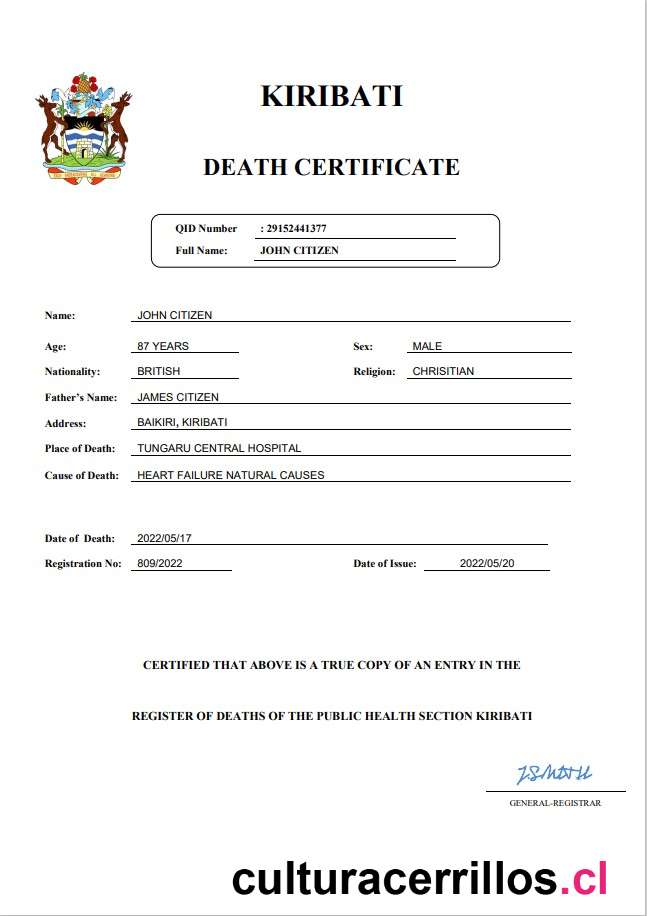 KIRIBATI
DEATH CERTIFICATE
QID Number : 29152441377
Full Name: JOHN CITIZEN
Name: JOHN CITIZEN
Age: 87 YEARS Sex: MALE
Nationality: BRITISH Religion: CHRISITIAN
Father's Name: JAMES CITIZEN
Address: BAIKIRI, KIRIBATI
Place of Death: TUNGARU CENTRAL HOSPITAL
Cause of Death: HEART FAILURE NATURAL CAUSES
Date of Death: 2022/05/17
Registration No: 809/2022 Date of Issue: 2022/05/20
CERTIFIED THAT ABOVE IS A TRUE COPY OF AN ENTRY IN THE
REGISTER OF DEATHS OF THE PUBLIC HEALTH SECTION KIRIBATI
GENERAL-REGISTRAR
culturacerrillos.cl